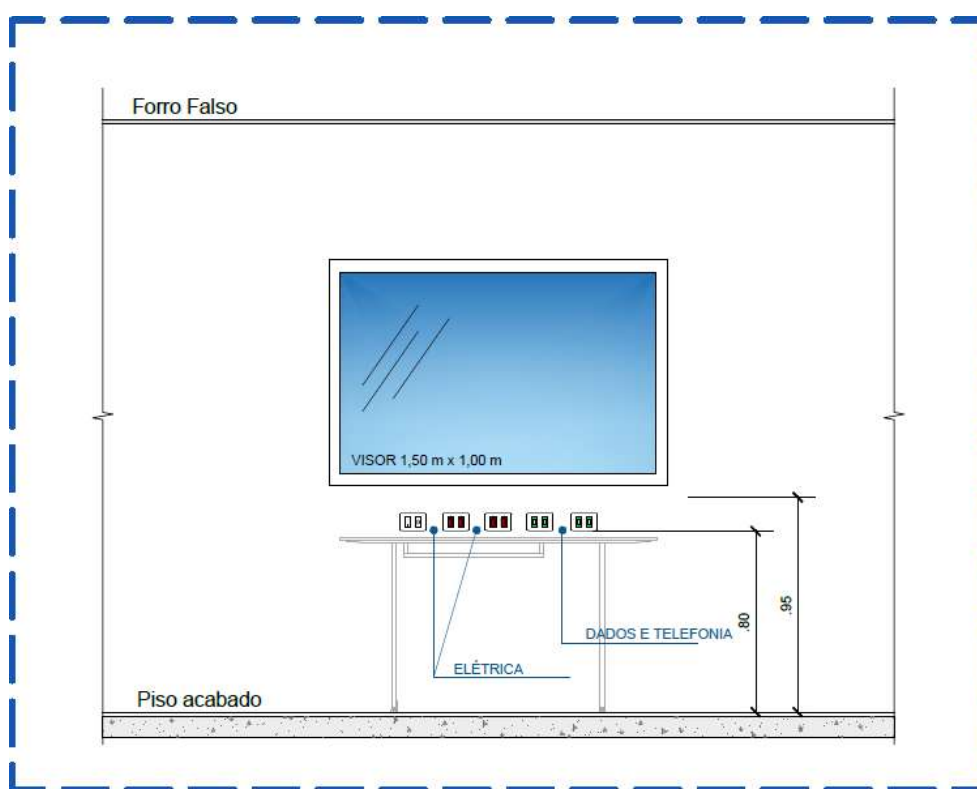 Forro Falso
VISOR 1,50 m x 1,00 m
.95
.80
DADOS E TELEFONIA
ELÉTRICA
Piso acabado